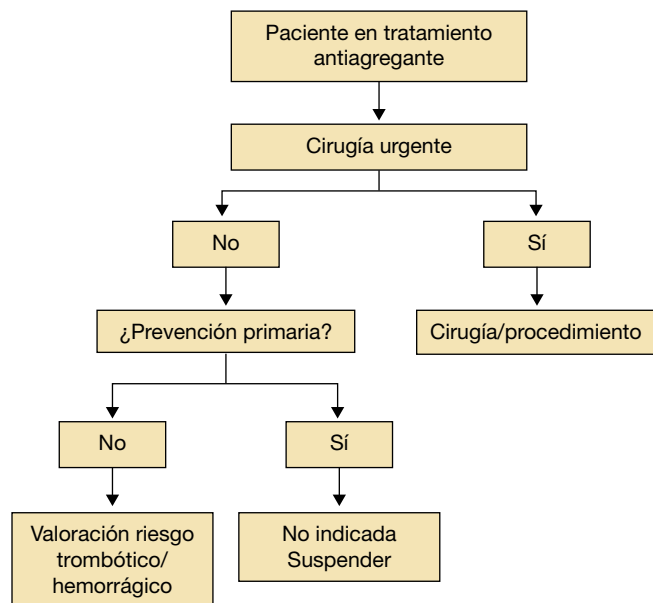 Paciente en tratamiento
antiagregante
Cirugía urgente
No
Sí
¿Prevención primaria?
Cirugía/procedimiento
No
Sí
Valoración riesgo
trombótico/
hemorrágico
No indicada
Suspender